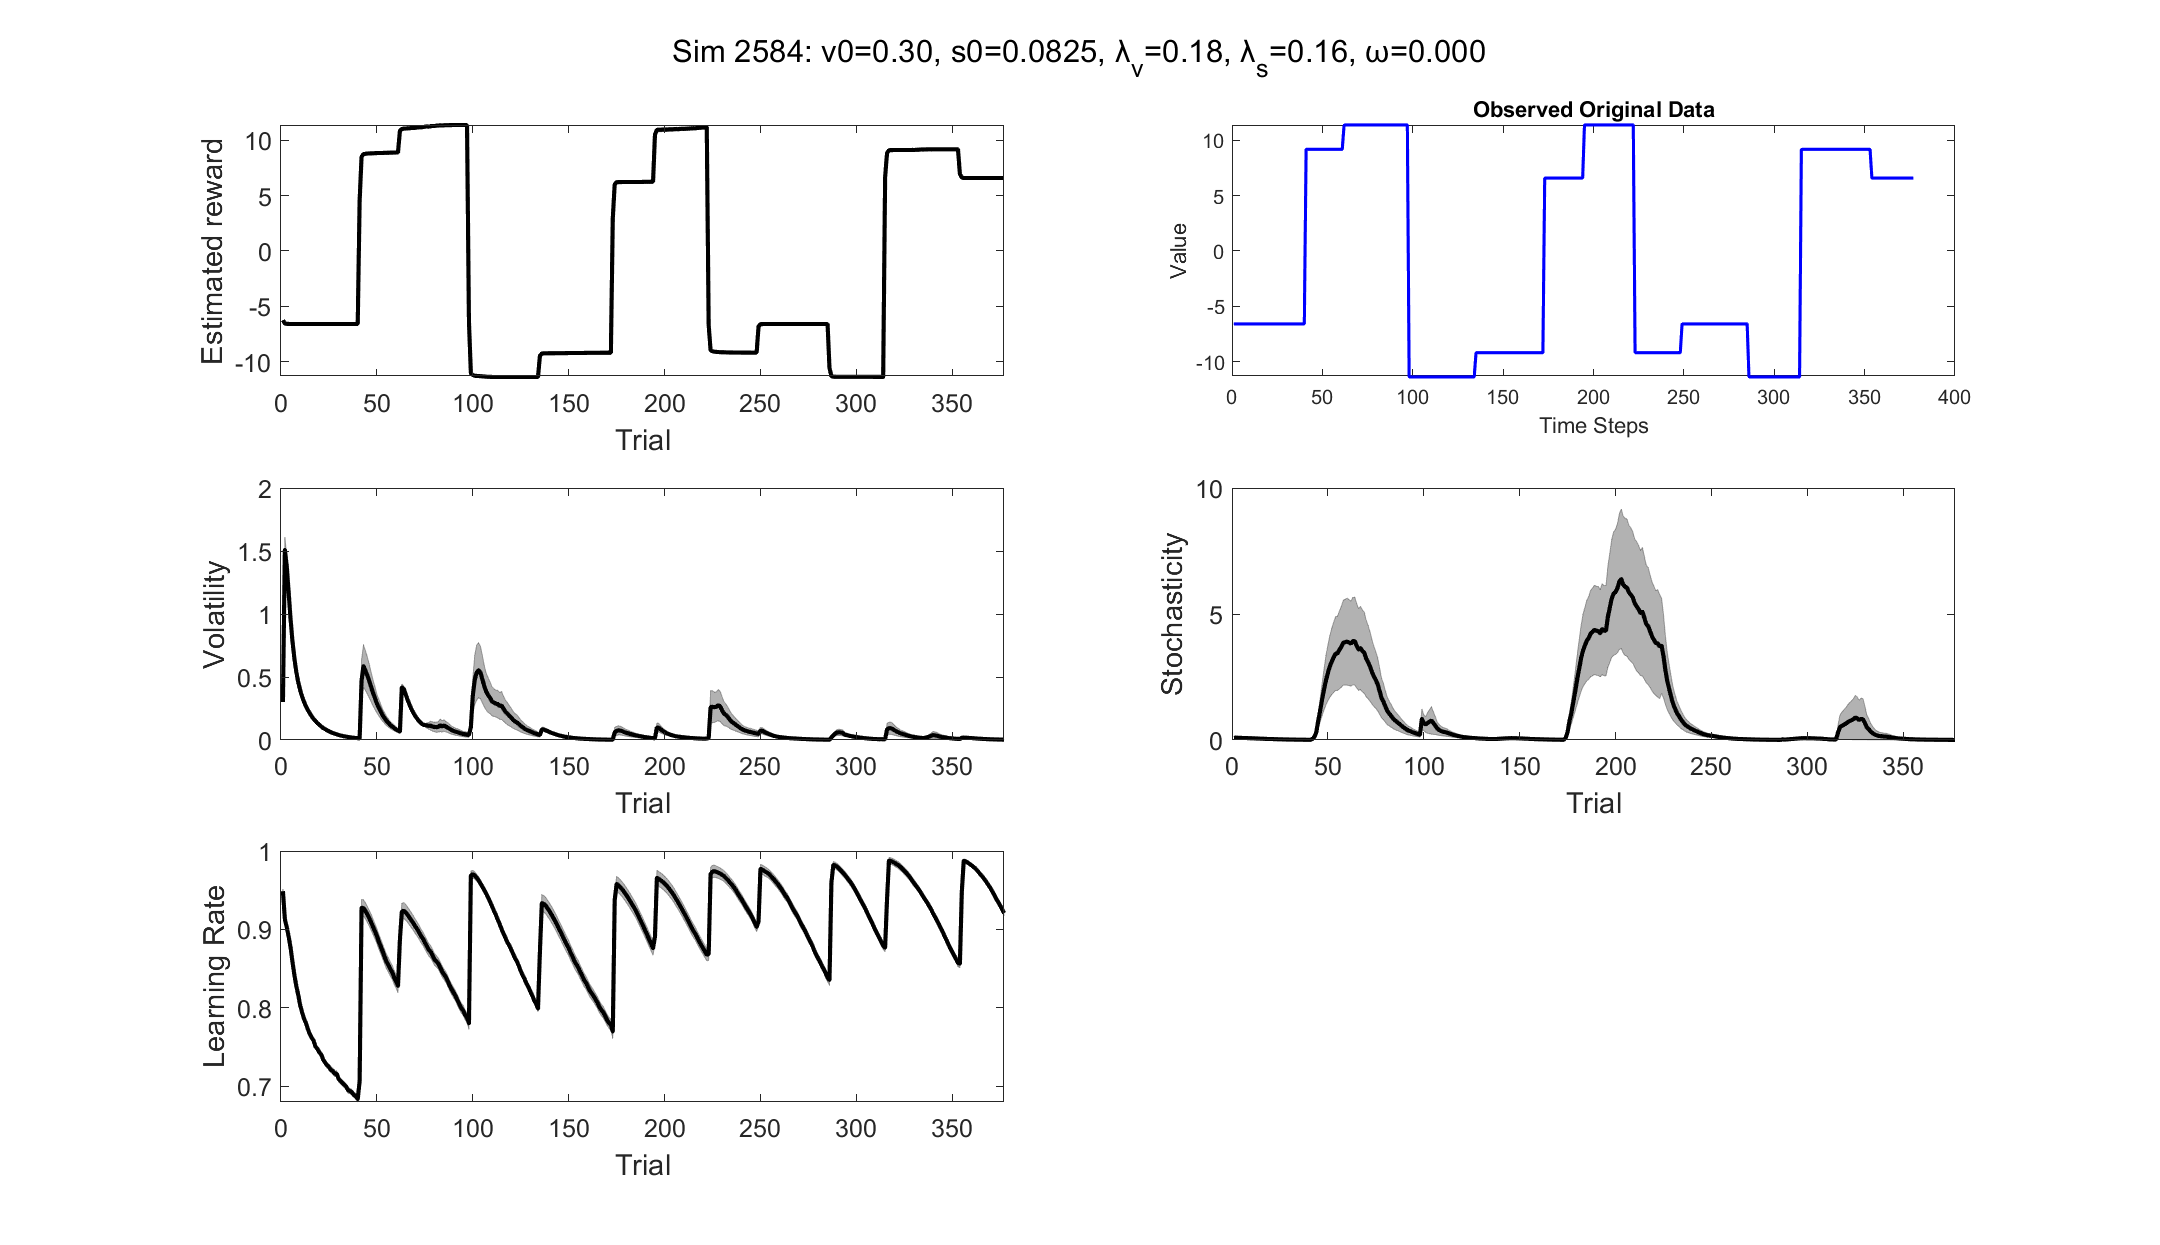 Sim 2584: v0=0.30, s0=0.0825, λ_v=0.18, λ_s=0.16, ω=0.000
Estimated reward
10
5
0
-5
-10
0 50 100 150 200 250 300 350
Trial
Observed Original Data
Value
10
5
0
-5
-10
0 50 100 150 200 250 300 350 400
Time Steps
Volatility
2
1.5
1
0.5
0
0 50 100 150 200 250 300 350
Trial
Stochasticity
10
5
0
0 50 100 150 200 250 300 350
Trial
Learning Rate
1
0.9
0.8
0.7
0 50 100 150 200 250 300 350
Trial